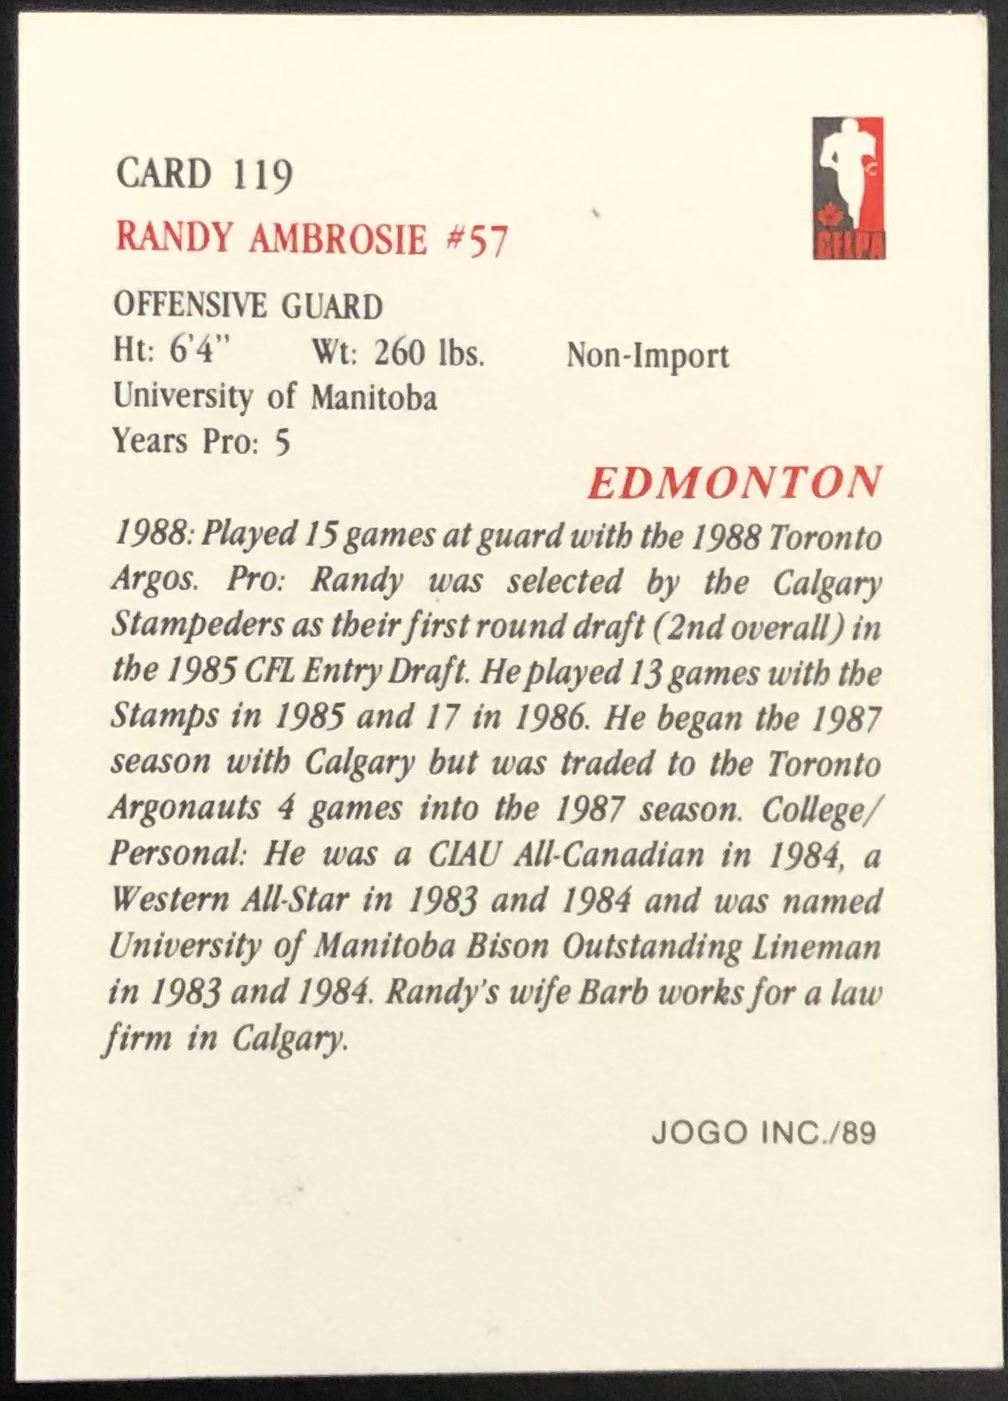 CARD 119
RANDY AMBROSIE #57
CFLPA
OFFENSIVE GUARD
Ht: 6'4" Wt: 260 lbs. Non-Import
University of Manitoba
Years Pro: 5
EDMONTON
1988: Played 15 games at guard with the 1988 Toronto
Argos. Pro: Randy was selected by the Calgary
Stampeders as their first round draft (2nd overall) in
the 1985 CFL Entry Draft. He played 13 games with the
Stamps in 1985 and 17 in 1986. He began the 1987
season with Calgary but was traded to the Toronto
Argonauts 4 games into the 1987 season. College/
Personal: He was a CIAU All-Canadian in 1984, a
Western All-Star in 1983 and 1984 and was named
University of Manitoba Bison Outstanding Lineman
in 1983 and 1984. Randy's wife Barb works for a law
firm in Calgary.
JOGO INC./89